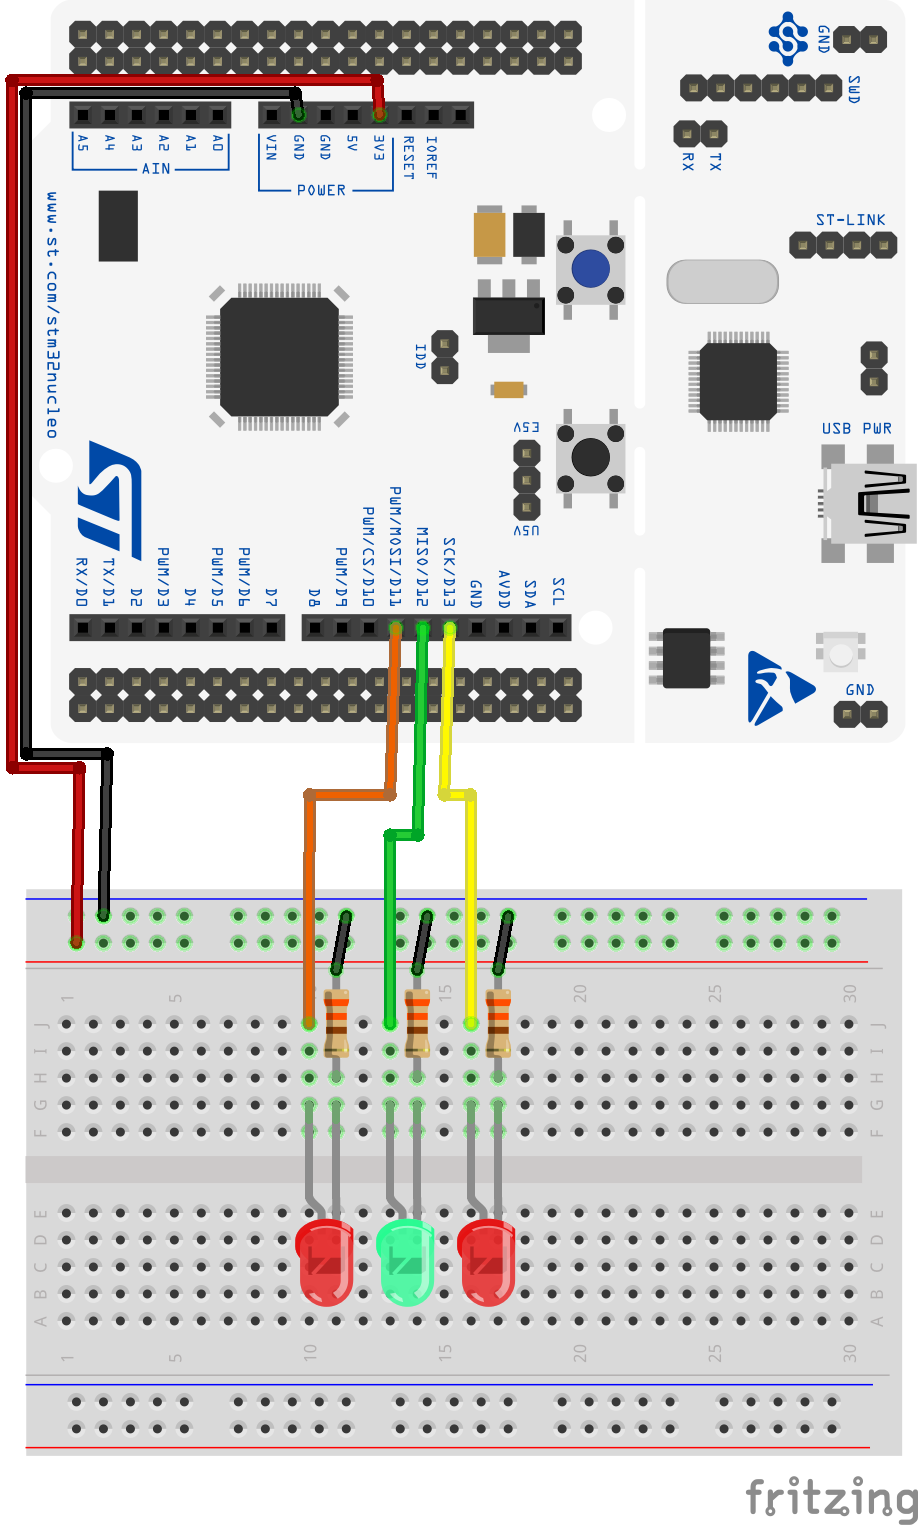 GND
SWD
A5 A4 A3 A2 A1 A0
AIN
VIN GND GND 5V 3V3 RESET IOREF
POWER
RX TX
www.st.com/stm32nucleo
ST-LINK
IDD
E5V
U5V
USB PWR
ST
RX/D0 TX/D1 D2 PWM/D3 D4 PWM/D5 PWM/D6 D7
D8 PWM/D9 PWM/CS/D10 PWM/MOSI/D11 MISO/D12 SCK/D13 GND AVDD SDA SCL
GND
1 5 10 15 20 25 30
J J
I I
H H
G G
F F
E E
D D
C C
B B
A A
1 5 10 15 20 25 30
fritzing